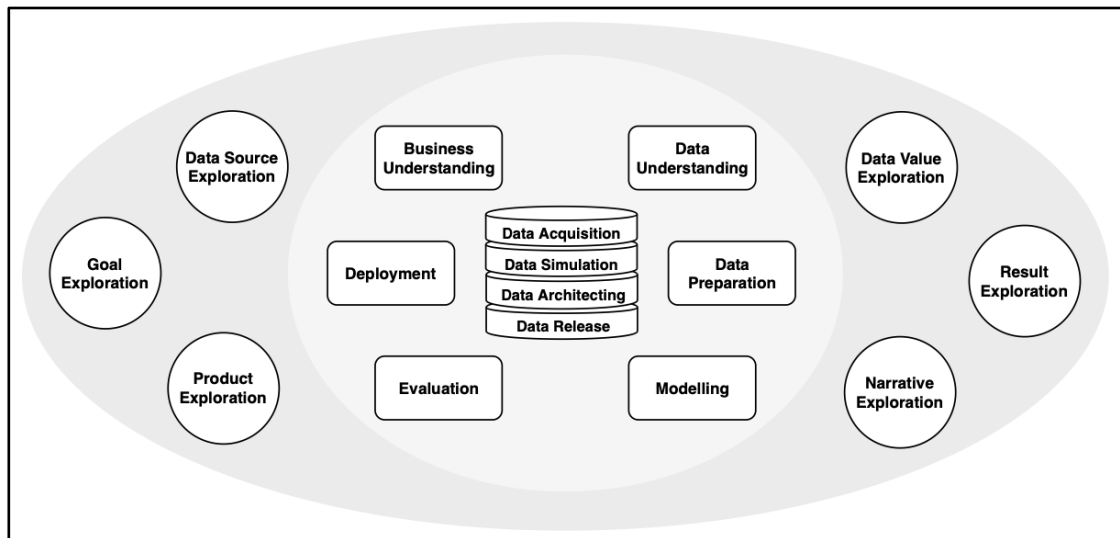 Data Source
Exploration
Business
Understanding
Data
Understanding
Data Value
Exploration
Goal
Exploration
Deployment
Data Acquisition
Data Simulation
Data Architecting
Data Release
Data
Preparation
Result
Exploration
Product
Exploration
Evaluation
Modelling
Narrative
Exploration